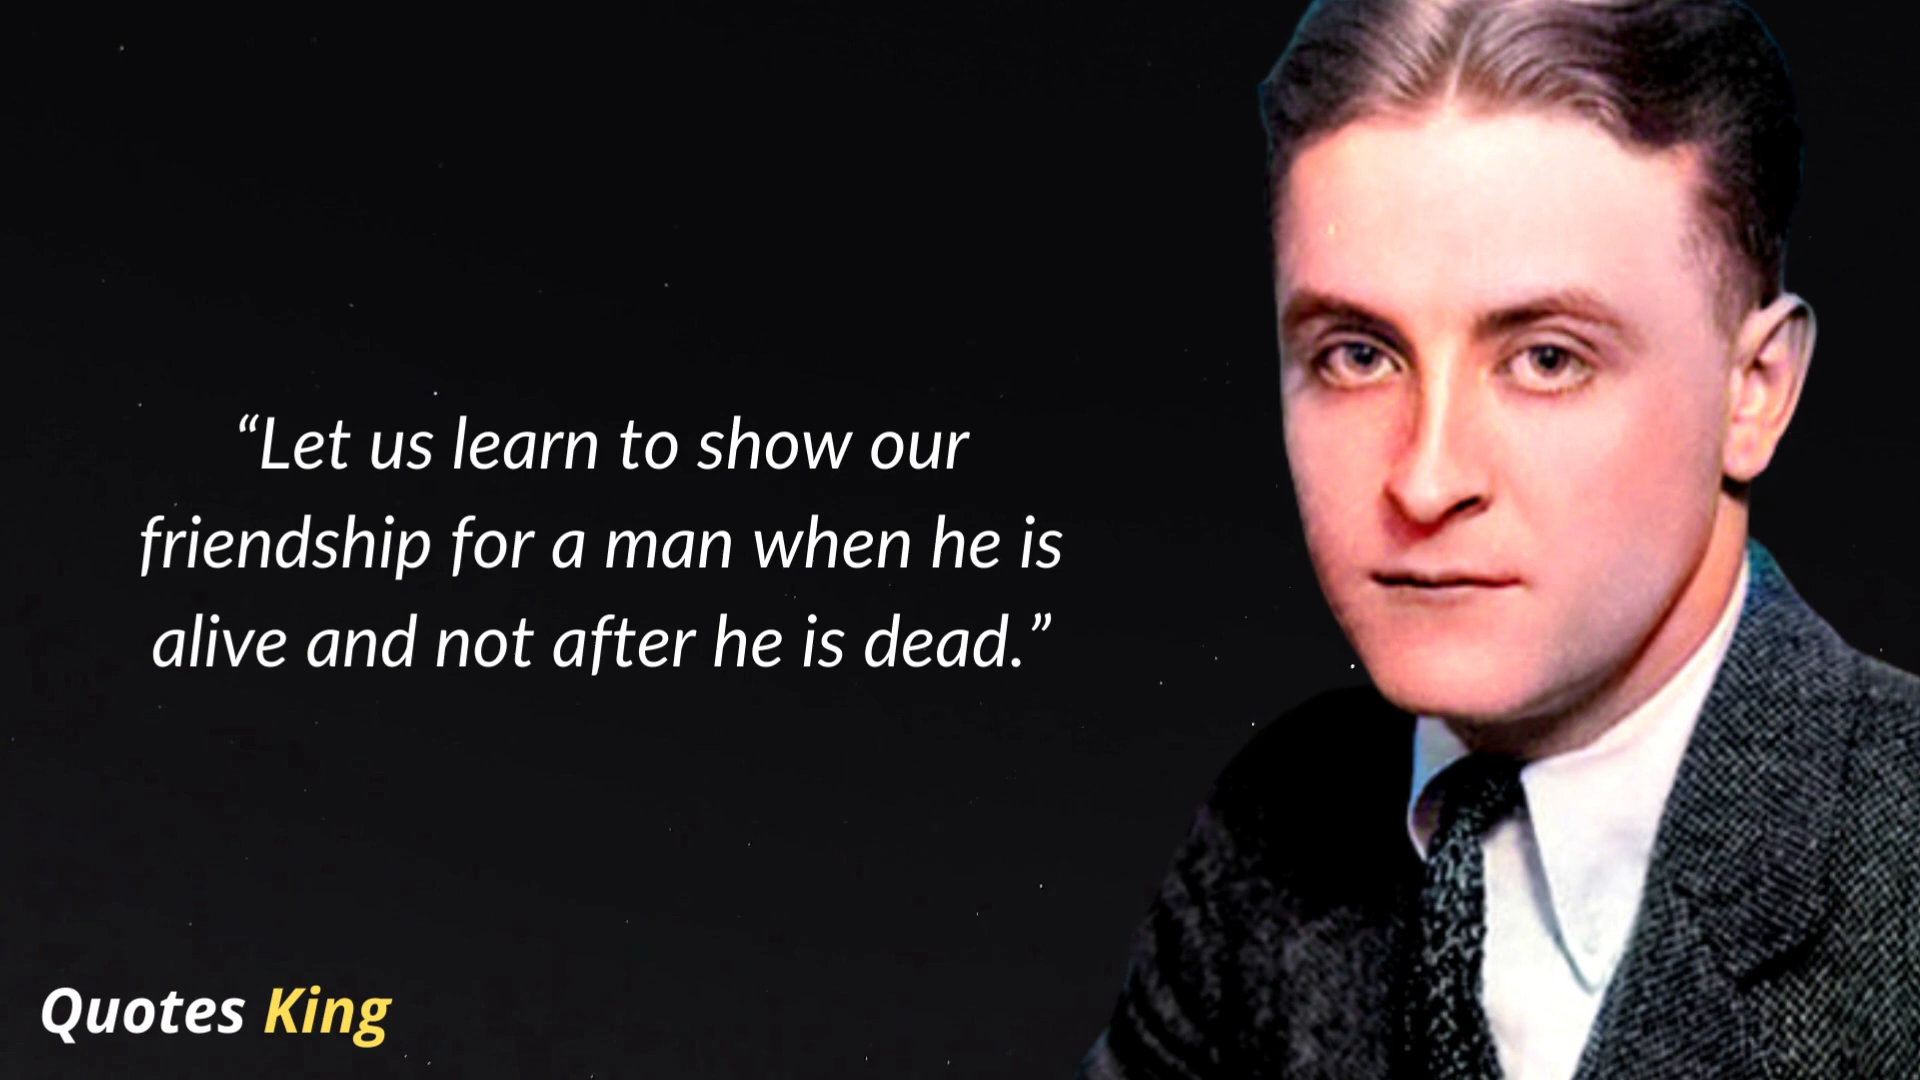 “Let us learn to show our
friendship for a man when he is
alive and not after he is dead.”
Quotes King